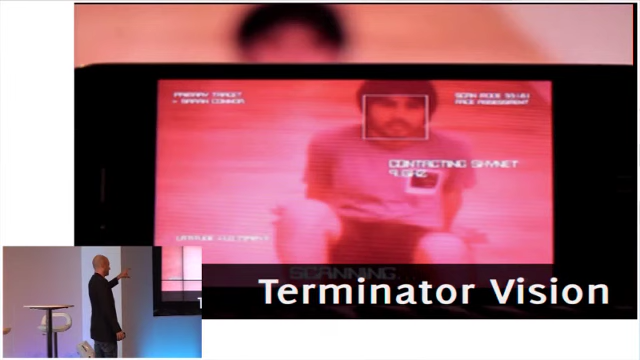 PRIMARY TARGET
- SARAH CONNOR
SCAN MODE
FACE ASSESSMENT
CONTACTING SKYNET
SCANNING...
Terminator Vision
T